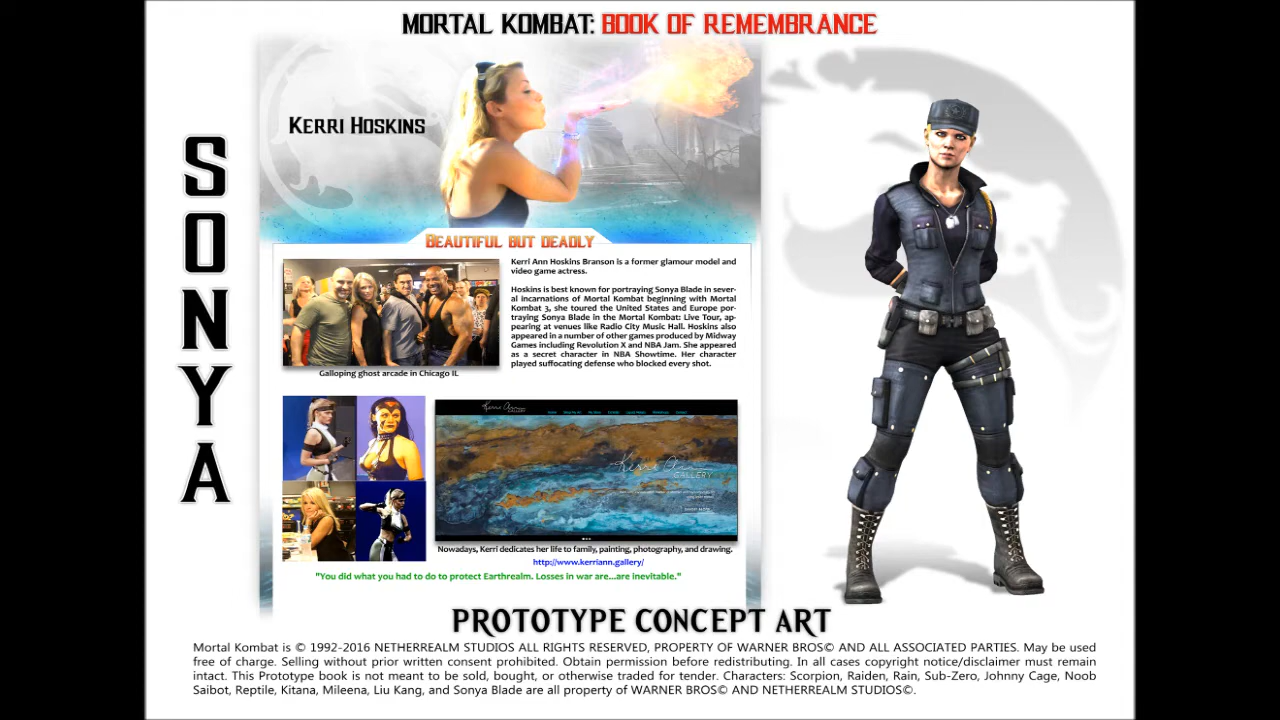 MORTAL KOMBAT: BOOK OF REMEMBRANCE
SONYA
KERRI HOSKINS
BEAUTIFUL BUT DEADLY
Kerri Ann Hoskins Branson is a former glamour model and
video game actress.
Hoskins is best known for portraying Sonya Blade in sever-
al incarnations of Mortal Kombat beginning with Mortal
Kombat 3, she toured the United States and Europe por-
traying Sonya Blade in the Mortal Kombat: Live Tour, ap-
pearing at venues like Radio City Music Hall. Hoskins also
appeared in a number of other games produced by Midway
Games including Revolution X and NBA Jam. She appeared
as a secret character in NBA Showtime. Her character
played suffocating defense who blocked every shot.
Galloping ghost arcade in Chicago IL
Kerri Ann
GALLERY
Kerri Ann
GALLERY
Nowadays, Kerri dedicates her life to family, painting, photography, and drawing.
http://www.kerriann.gallery/
"You did what you had to do to protect Earthrealm. Losses in war are...are inevitable."
PROTOTYPE CONCEPT ART
Mortal Kombat is © 1992-2016 NETHERREALM STUDIOS ALL RIGHTS RESERVED, PROPERTY OF WARNER BROS© AND ALL ASSOCIATED PARTIES. May be used
free of charge. Selling without prior written consent prohibited. Obtain permission before redistributing. In all cases copyright notice/disclaimer must remain
intact. This Prototype book is not meant to be sold, bought, or otherwise traded for tender. Characters: Scorpion, Raiden, Rain, Sub-Zero, Johnny Cage, Noob
Saibot, Reptile, Kitana, Mileena, Liu Kang, and Sonya Blade are all property of WARNER BROS© AND NETHERREALM STUDIOS©.